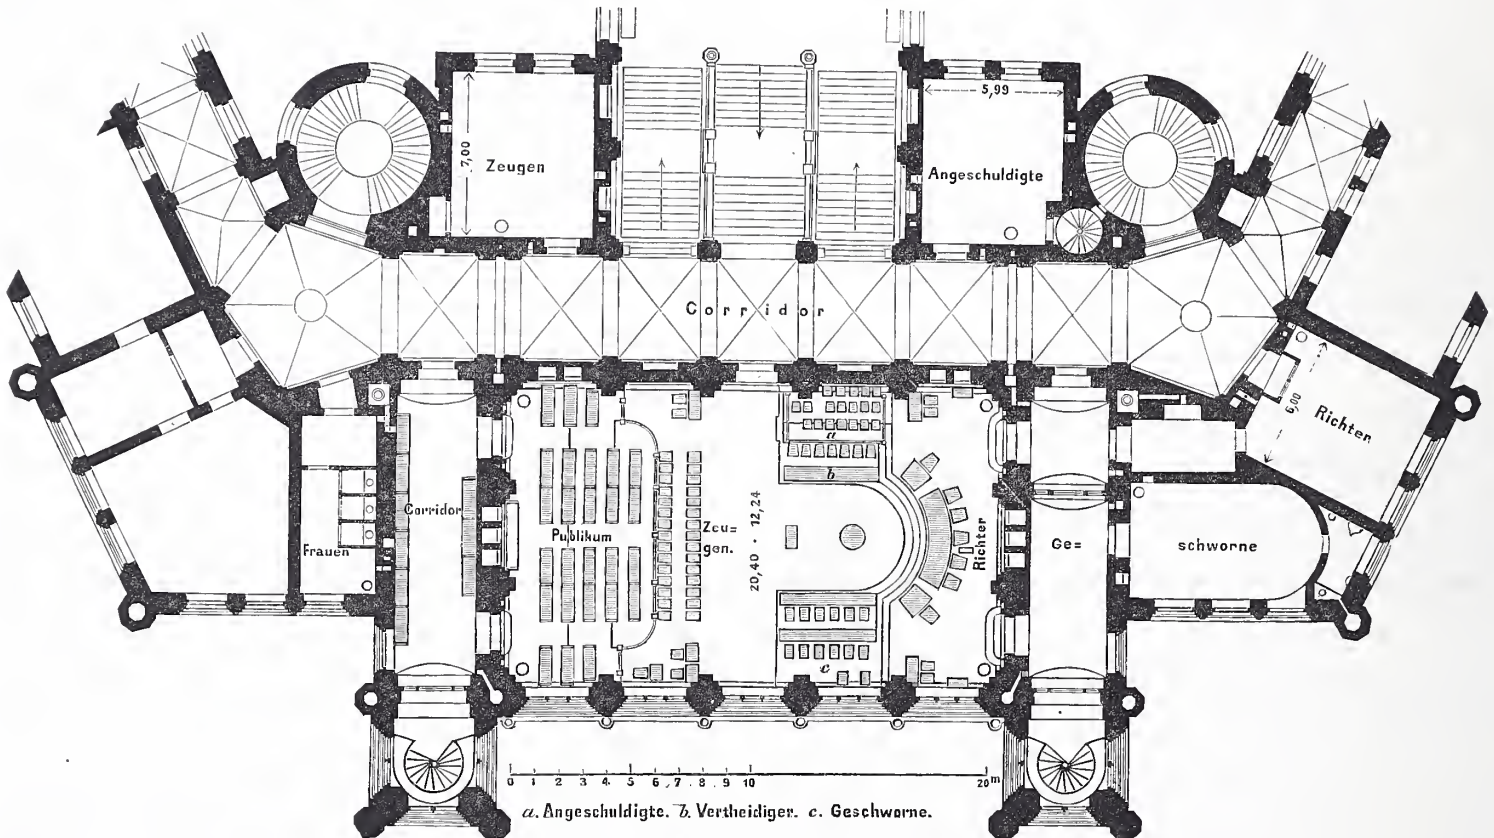 5,99
7,00
Zeugen
Angeschuldigte
Corridor
Richter
6,00
a
b
Corridor
Frauen
Publikum
Zeu=
gen.
20,40 · 12,24
Richter
Ge=
schworne
c
0 1 2 3 4 5 6 7 8 9 10 20 m
a. Angeschuldigte. b. Vertheidiger. c. Geschworne.